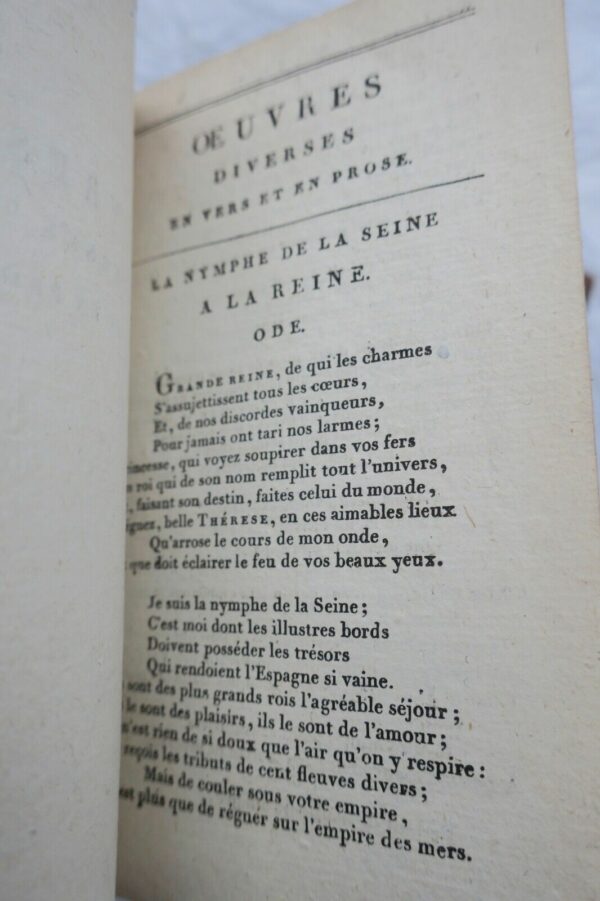 OEUVRES
DIVERSES
EN VERS ET EN PROSE.
LA NYMPHE DE LA SEINE
A LA REINE.
ODE.
GRANDE REINE, de qui les charmes
S'assujettissent tous les cœurs,
Et, de nos discordes vainqueurs,
Pour jamais ont tari nos larmes;
qui voyez soupirer dans vos fers
roi qui de son nom remplit tout l'univers,
faisant son destin, faites celui du monde,
belle THÉRESE, en ces aimables lieux
Qu'arrose le cours de mon onde,
que doit éclairer le feu de vos beaux yeux.
Je suis la nymphe de la Seine;
C'est moi dont les illustres bords
Doivent posséder les trésors
Qui rendoient l'Espagne si vaine.
sont des plus grands rois l'agréable séjour;
le sont des plaisirs, ils le sont de l'amour;
n'est rien de si doux que l'air qu'on y respire:
reçois les tributs de cent fleuves divers;
Mais de couler sous votre empire,
est plus que de régner sur l'empire des mers.